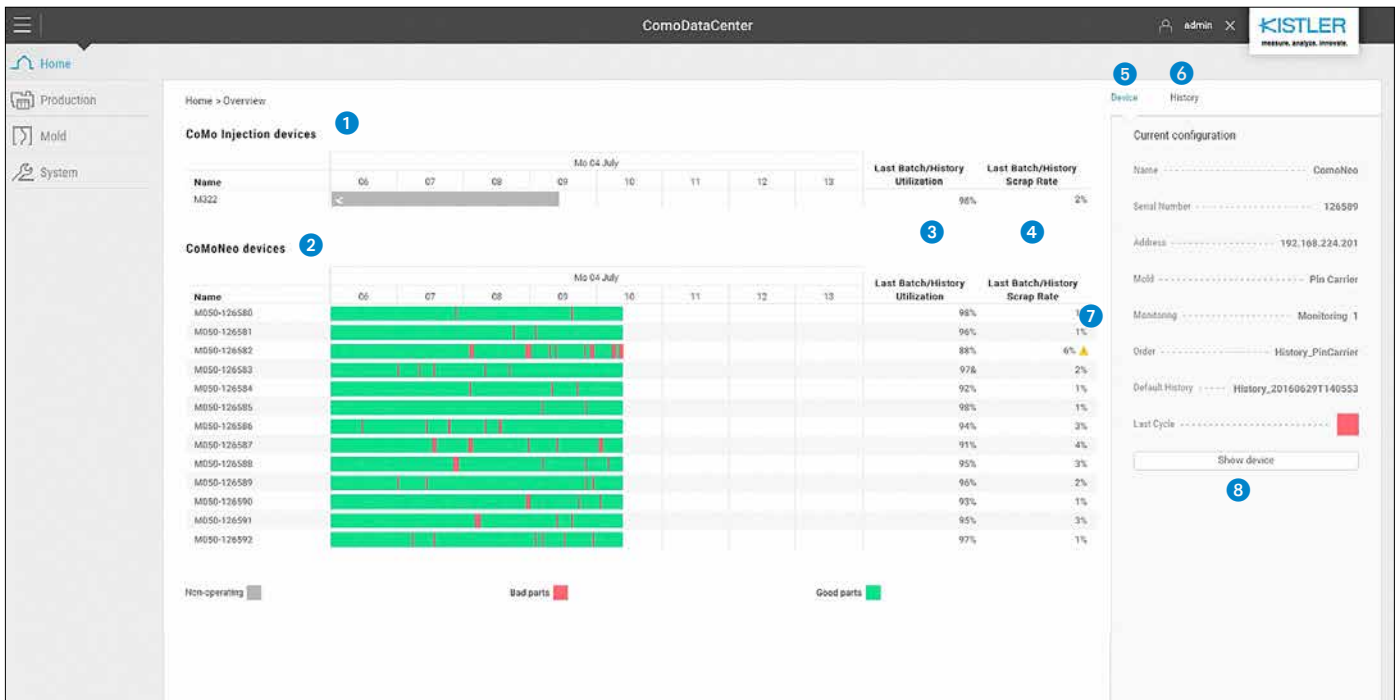 ComoDataCenter
admin
KISTLER
measure. analyze. innovate.
Home
Production
Mold
System
Home > Overview
CoMo Injection devices
1
Mo 04 July
Name 06 07 08 09 10 11 12 13 Last Batch/History Utilization Last Batch/History Scrap Rate
M322 98% 2%
CoMoNeo devices
2
3
4
Mo 04 July
Name 06 07 08 09 10 11 12 13 Last Batch/History Utilization Last Batch/History Scrap Rate
M050-126580 98%
7
M050-126581 96% 1%
M050-126582 88% 6%
M050-126583 97& 2%
M050-126584 92% 1%
M050-126585 98% 1%
M050-126586 94% 3%
M050-126587 91% 4%
M050-126588 95% 3%
M050-126589 96% 2%
M050-126590 93% 1%
M050-126591 95% 3%
M050-126592 97% 1%
Non-operating
Bad parts
Good parts
5
6
Device History
Current configuration
Name ComoNeo
Serial Number 126589
Address 192.168.224.201
Mold Pin Carrier
Monitoring Monitoring 1
Order History_PinCarrier
Default History History_20160629T140553
Last Cycle
Show device
8